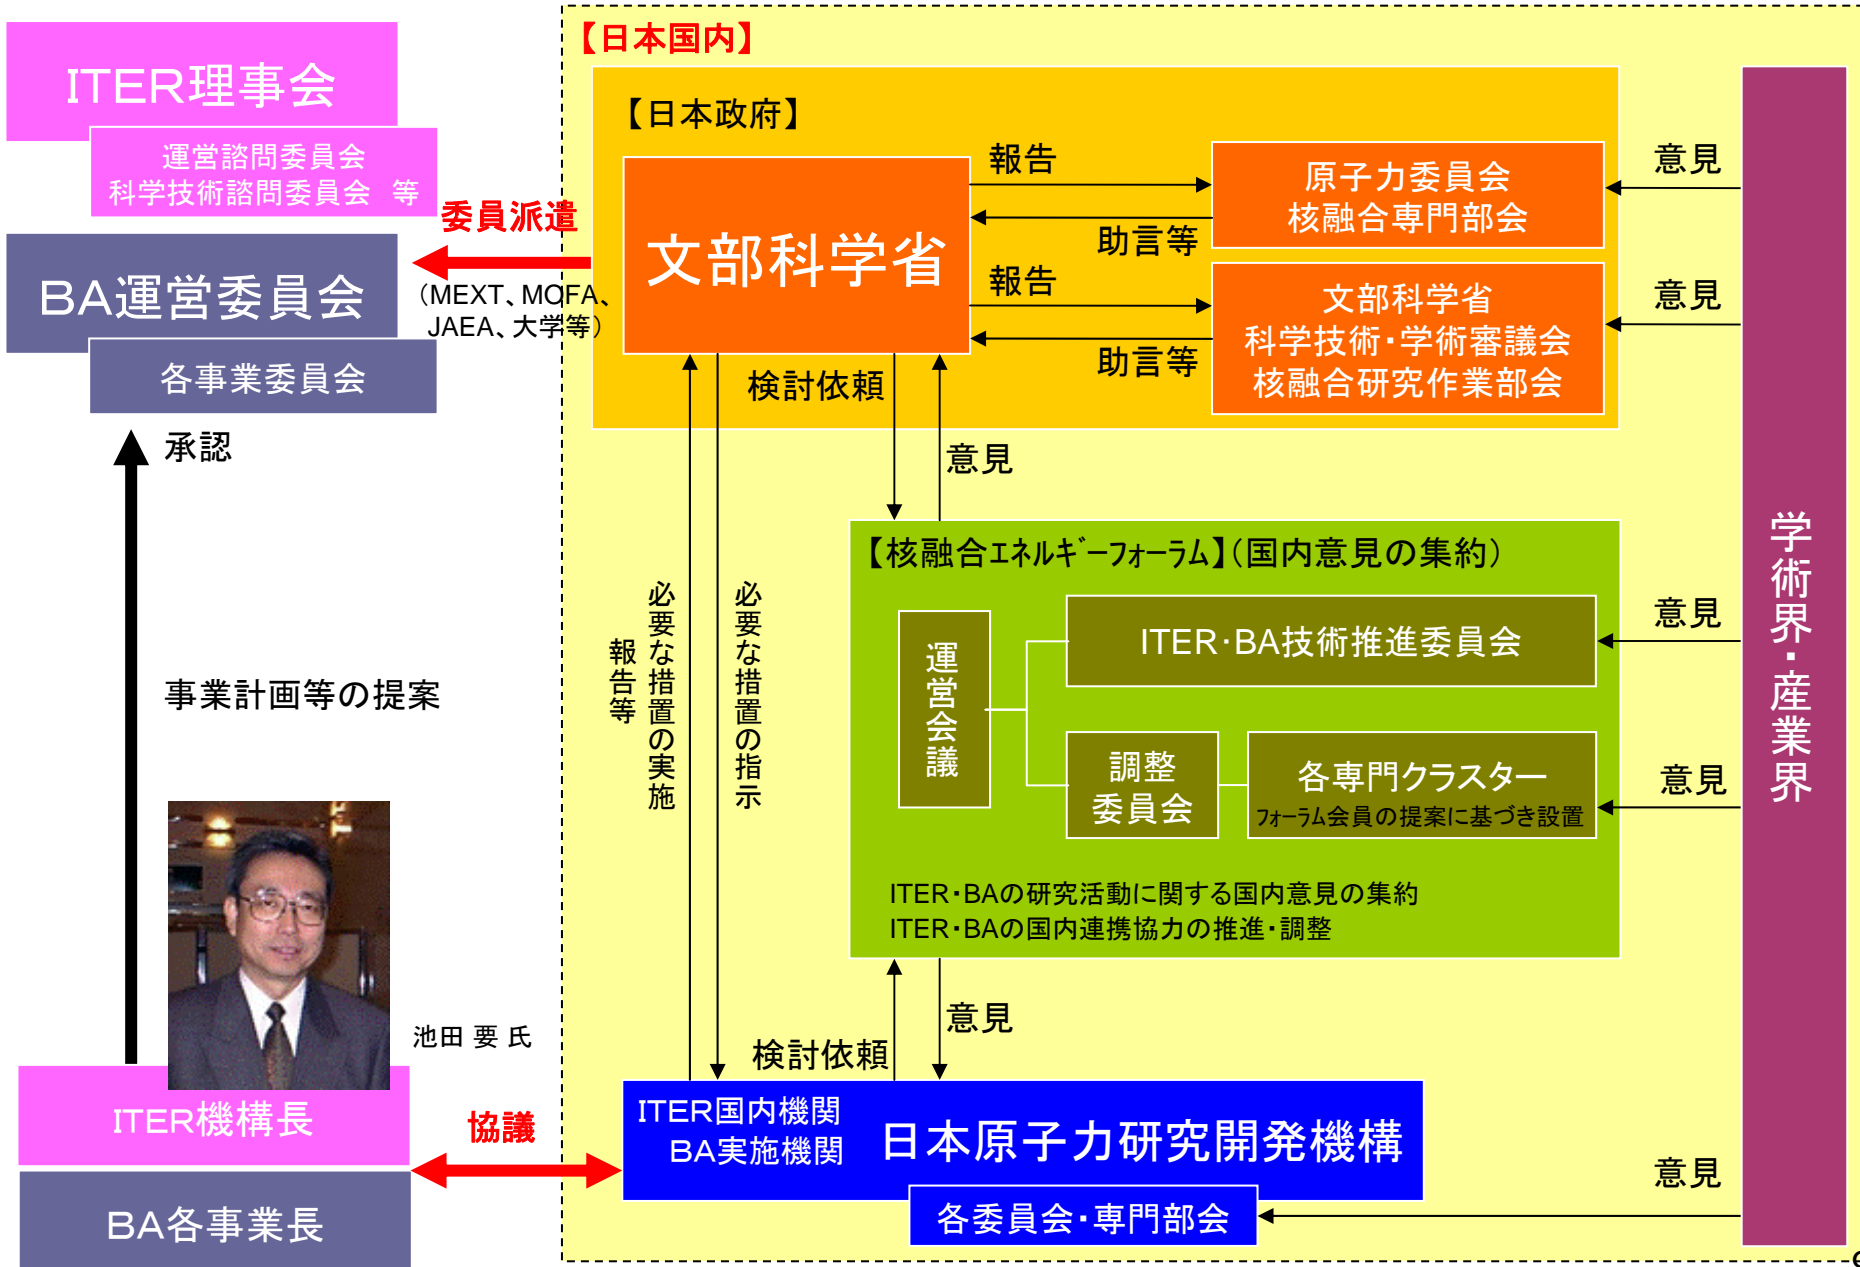 ITER理事会
運営諮問委員会
科学技術諮問委員会　等
BA運営委員会
各事業委員会
委員派遣
（MEXT、MOFA、
JAEA、大学等）
承認
事業計画等の提案
池田 要 氏
ITER機構長
BA各事業長
協議
【日本国内】
【日本政府】
文部科学省
報告
助言等
報告
助言等
原子力委員会
核融合専門部会
文部科学省
科学技術・学術審議会
核融合研究作業部会
意見
意見
検討依頼
意見
必要な措置の実施
報告等
必要な措置の指示
【核融合エネルギーフォーラム】（国内意見の集約）
運営会議
ITER・BA技術推進委員会
調整
委員会
各専門クラスター
フォーラム会員の提案に基づき設置
ITER・BAの研究活動に関する国内意見の集約
ITER・BAの国内連携協力の推進・調整
意見
意見
検討依頼
意見
ITER国内機関
BA実施機関
日本原子力研究開発機構
各委員会・専門部会
意見
学術界・産業界